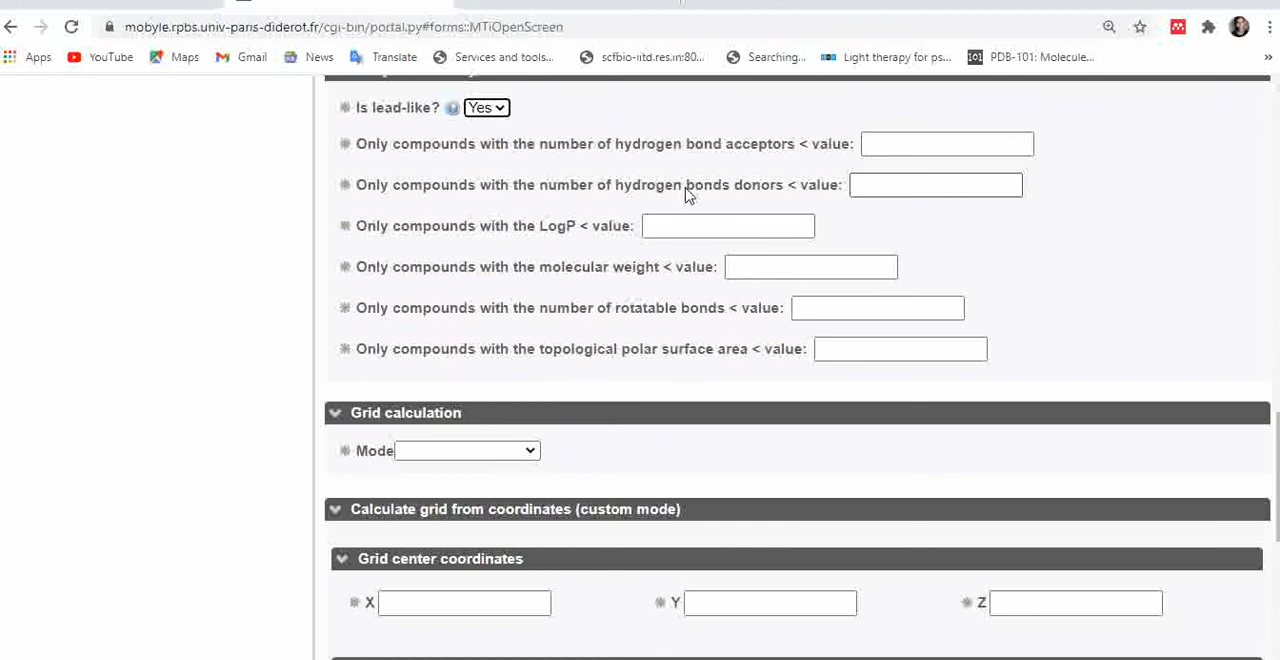 mobyle.rpbs.univ-paris-diderot.fr/cgi-bin/portal.py#forms::MTiOpenScreen
Apps YouTube Maps Gmail News Translate Services and tools... scfbio-iitd.res.in:80... Searching... Light therapy for ps... 101 PDB-101: Molecule... »
Is lead-like? Yes
Only compounds with the number of hydrogen bond acceptors < value:
Only compounds with the number of hydrogen bonds donors < value:
Only compounds with the LogP < value:
Only compounds with the molecular weight < value:
Only compounds with the number of rotatable bonds < value:
Only compounds with the topological polar surface area < value:
Grid calculation
Mode
Calculate grid from coordinates (custom mode)
Grid center coordinates
X Y Z